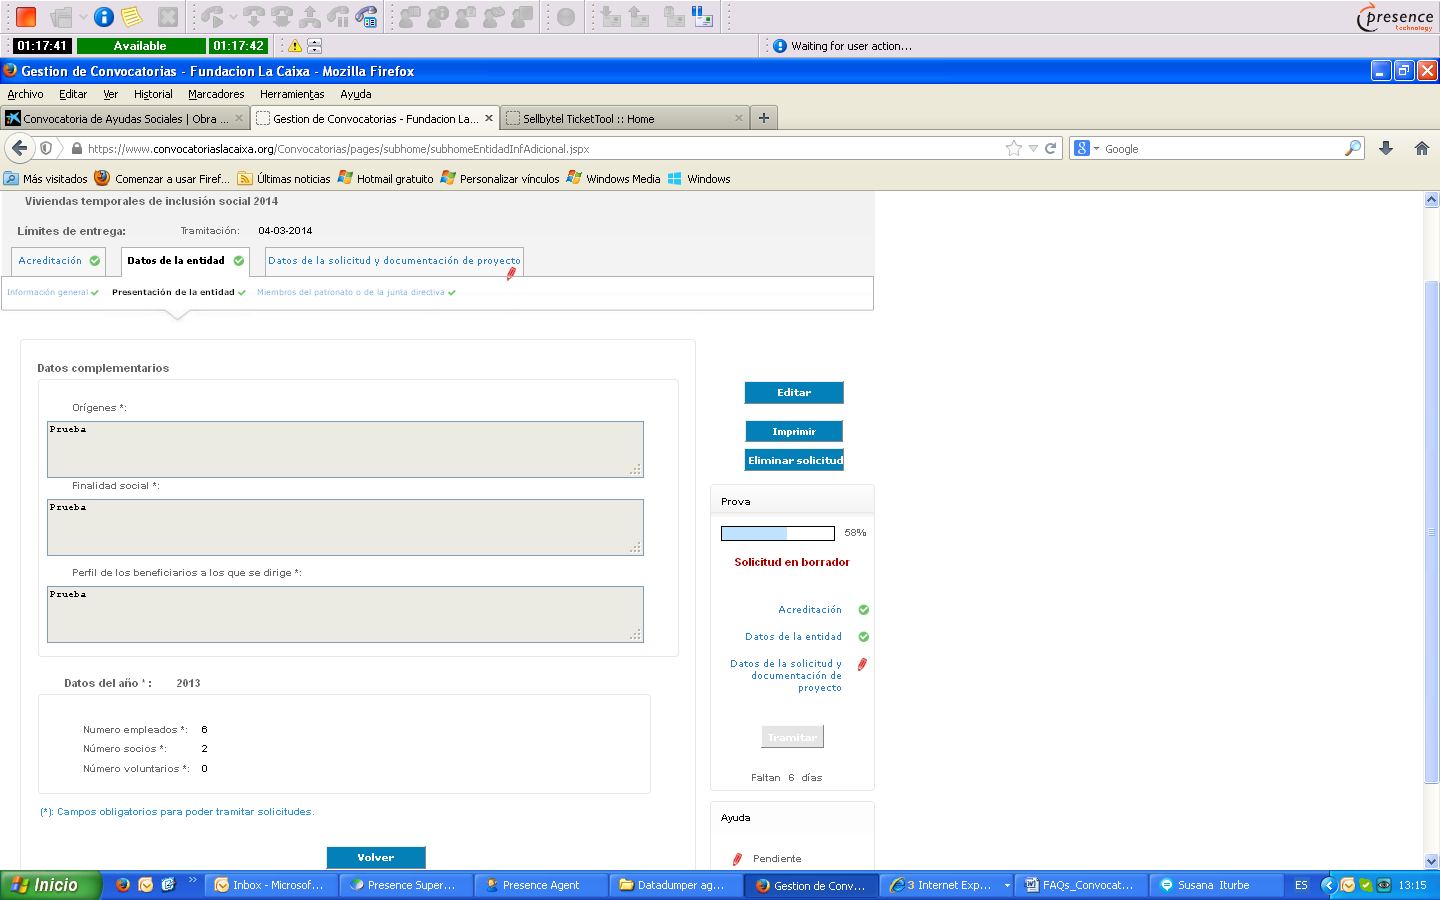 presence
technology
01:17:41 Available 01:17:42 Waiting for user action...
Gestion de Convocatorias - Fundacion La Caixa - Mozilla Firefox
Archivo Editar Ver Historial Marcadores Herramientas Ayuda
Convocatoria de Ayudas Sociales | Obra ... Gestion de Convocatorias - Fundacion La... Sellbytel TicketTool :: Home
https://www.convocatoriaslacaixa.org/Convocatorias/pages/subhome/subhomeEntidadInfAdicional.jspx Google
Más visitados Comenzar a usar Firef... Últimas noticias Hotmail gratuito Personalizar vínculos Windows Media Windows
Viviendas temporales de inclusión social 2014
Límites de entrega: Tramitación: 04-03-2014
Acreditación Datos de la entidad Datos de la solicitud y documentación de proyecto
Información general Presentación de la entidad Miembros del patronato o de la junta directiva
Datos complementarios
Orígenes *:
Prueba
Finalidad social *:
Prueba
Perfil de los beneficiarios a los que se dirige *:
Prueba
Datos del año * : 2013
Numero empleados *: 6
Número socios *: 2
Número voluntarios *: 0
(*): Campos obligatorios para poder tramitar solicitudes.
Volver
Editar
Imprimir
Eliminar solicitud
Prova
58%
Solicitud en borrador
Acreditación
Datos de la entidad
Datos de la solicitud y
documentación de
proyecto
Tramitar
Faltan 6 días
Ayuda
Pendiente
Inicio Inbox - Microsof... Presence Super... Presence Agent Datadumper ag... Gestion de Conv... 3 Internet Exp... FAQs_Convocat... Susana Iturbe ES 13:15